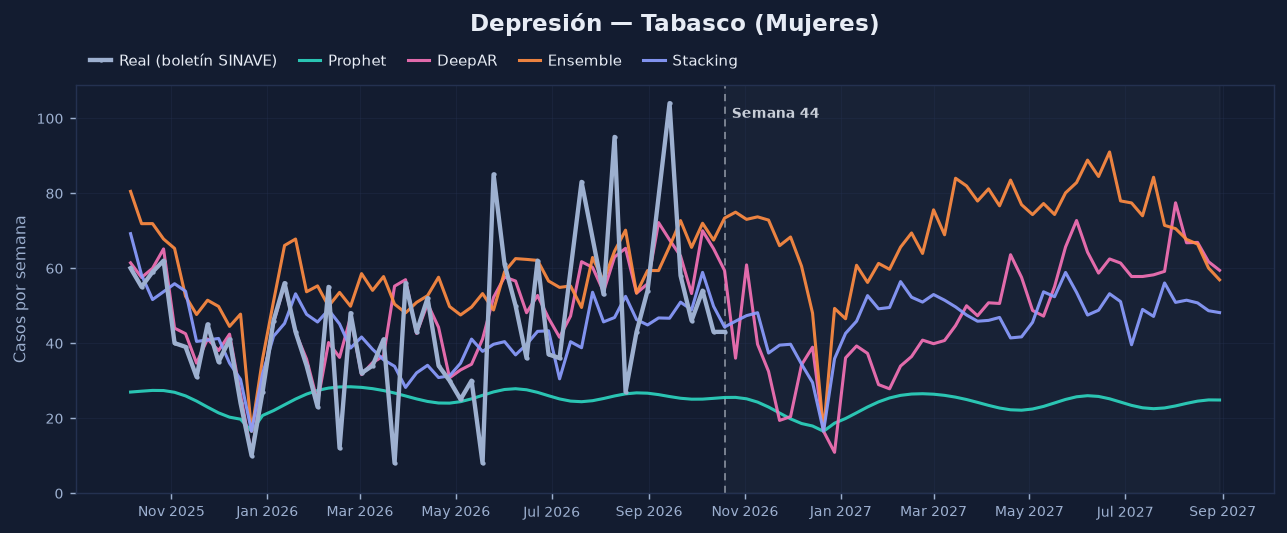 Depresión — Tabasco (Mujeres)
Real (boletín SINAVE) Prophet DeepAR Ensemble Stacking
Semana 44
Casos por semana
100
80
60
40
20
0
Nov 2025 Jan 2026 Mar 2026 May 2026 Jul 2026 Sep 2026 Nov 2026 Jan 2027 Mar 2027 May 2027 Jul 2027 Sep 2027